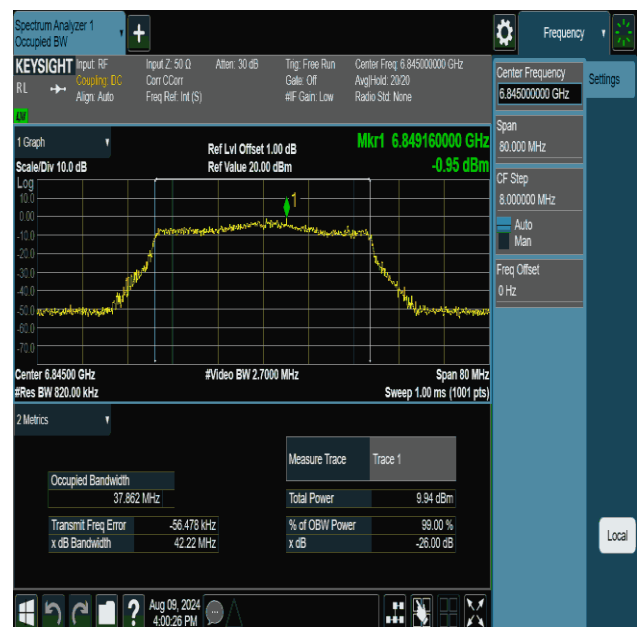 Spectrum Analyzer 1
Occupied BW
Frequency
KEYSIGHT
RL
Input: RF
Coupling: DC
Align: Auto
Input Z: 50 Ω
Corr CCorr
Freq Ref: Int (S)
Atten: 30 dB
Trig: Free Run
Gate: Off
#IF Gain: Low
Center Freq: 6.845000000 GHz
Avg|Hold: 20/20
Radio Std: None
Center Frequency
6.845000000 GHz
Settings
Span
80.000 MHz
CF Step
8.000000 MHz
Auto
Man
Freq Offset
0 Hz
Local
1 Graph
Scale/Div 10.0 dB
Ref Lvl Offset 1.00 dB
Ref Value 20.00 dBm
Mkr1 6.849160000 GHz
-0.95 dBm
Log
10.0
0.00
-10.0
-20.0
-30.0
-40.0
-50.0
-60.0
-70.0
1
Center 6.84500 GHz
#Res BW 820.00 kHz
#Video BW 2.7000 MHz
Span 80 MHz
Sweep 1.00 ms (1001 pts)
2 Metrics
Measure Trace
Trace 1
Occupied Bandwidth
37.862 MHz
Total Power
9.94 dBm
Transmit Freq Error
-56.478 kHz
% of OBW Power
99.00 %
x dB Bandwidth
42.22 MHz
x dB
-26.00 dB
?
Aug 09, 2024
4:00:26 PM